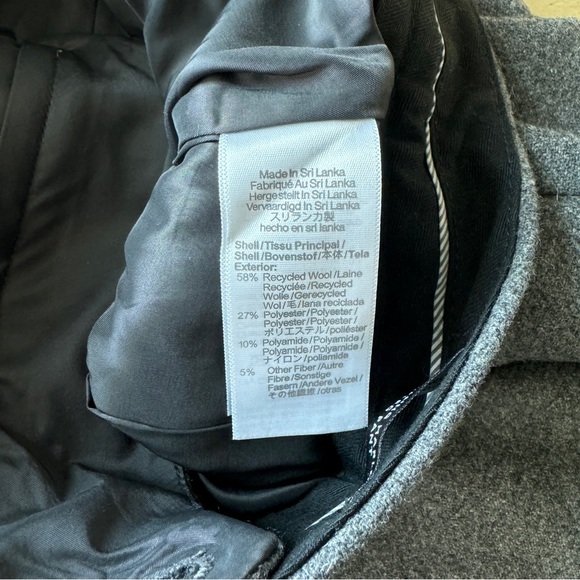 Made In Sri Lanka
Fabriqué Au Sri Lanka
Hergestellt In Sri Lanka
Vervaardigd In Sri Lanka
スリランカ製
hecho en sri lanka
Shell/Tissu Principal/
Shell/Bovenstof/本体/Tela
Exterior:
58% Recycled Wool/Laine
Recyclée/Recycled
Wolle/Gerecycled
Wol/毛/lana reciclada
27% Polyester/Polyester/
Polyester/Polyester/
ポリエステル/poliéster
10% Polyamide/Polyamide/
Polyamide/Polyamide/
ナイロン/poliamida
5% Other Fiber/Autre
Fibre/Sonstige
Fasern/Andere Vezel/
その他繊維/otras